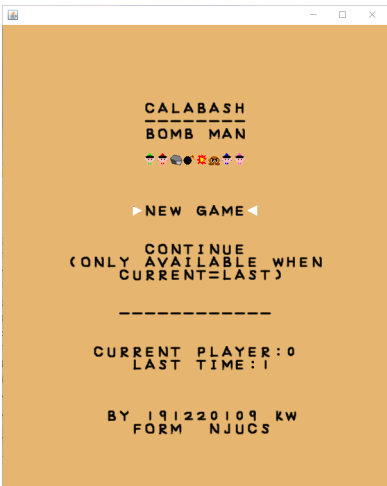 CALABASH
--------
BOMB MAN
NEW GAME
CONTINUE
(ONLY AVAILABLE WHEN
CURRENT=LAST)
------------
CURRENT PLAYER:0
LAST TIME:1
BY 191220109 KW
FORM NJUCS